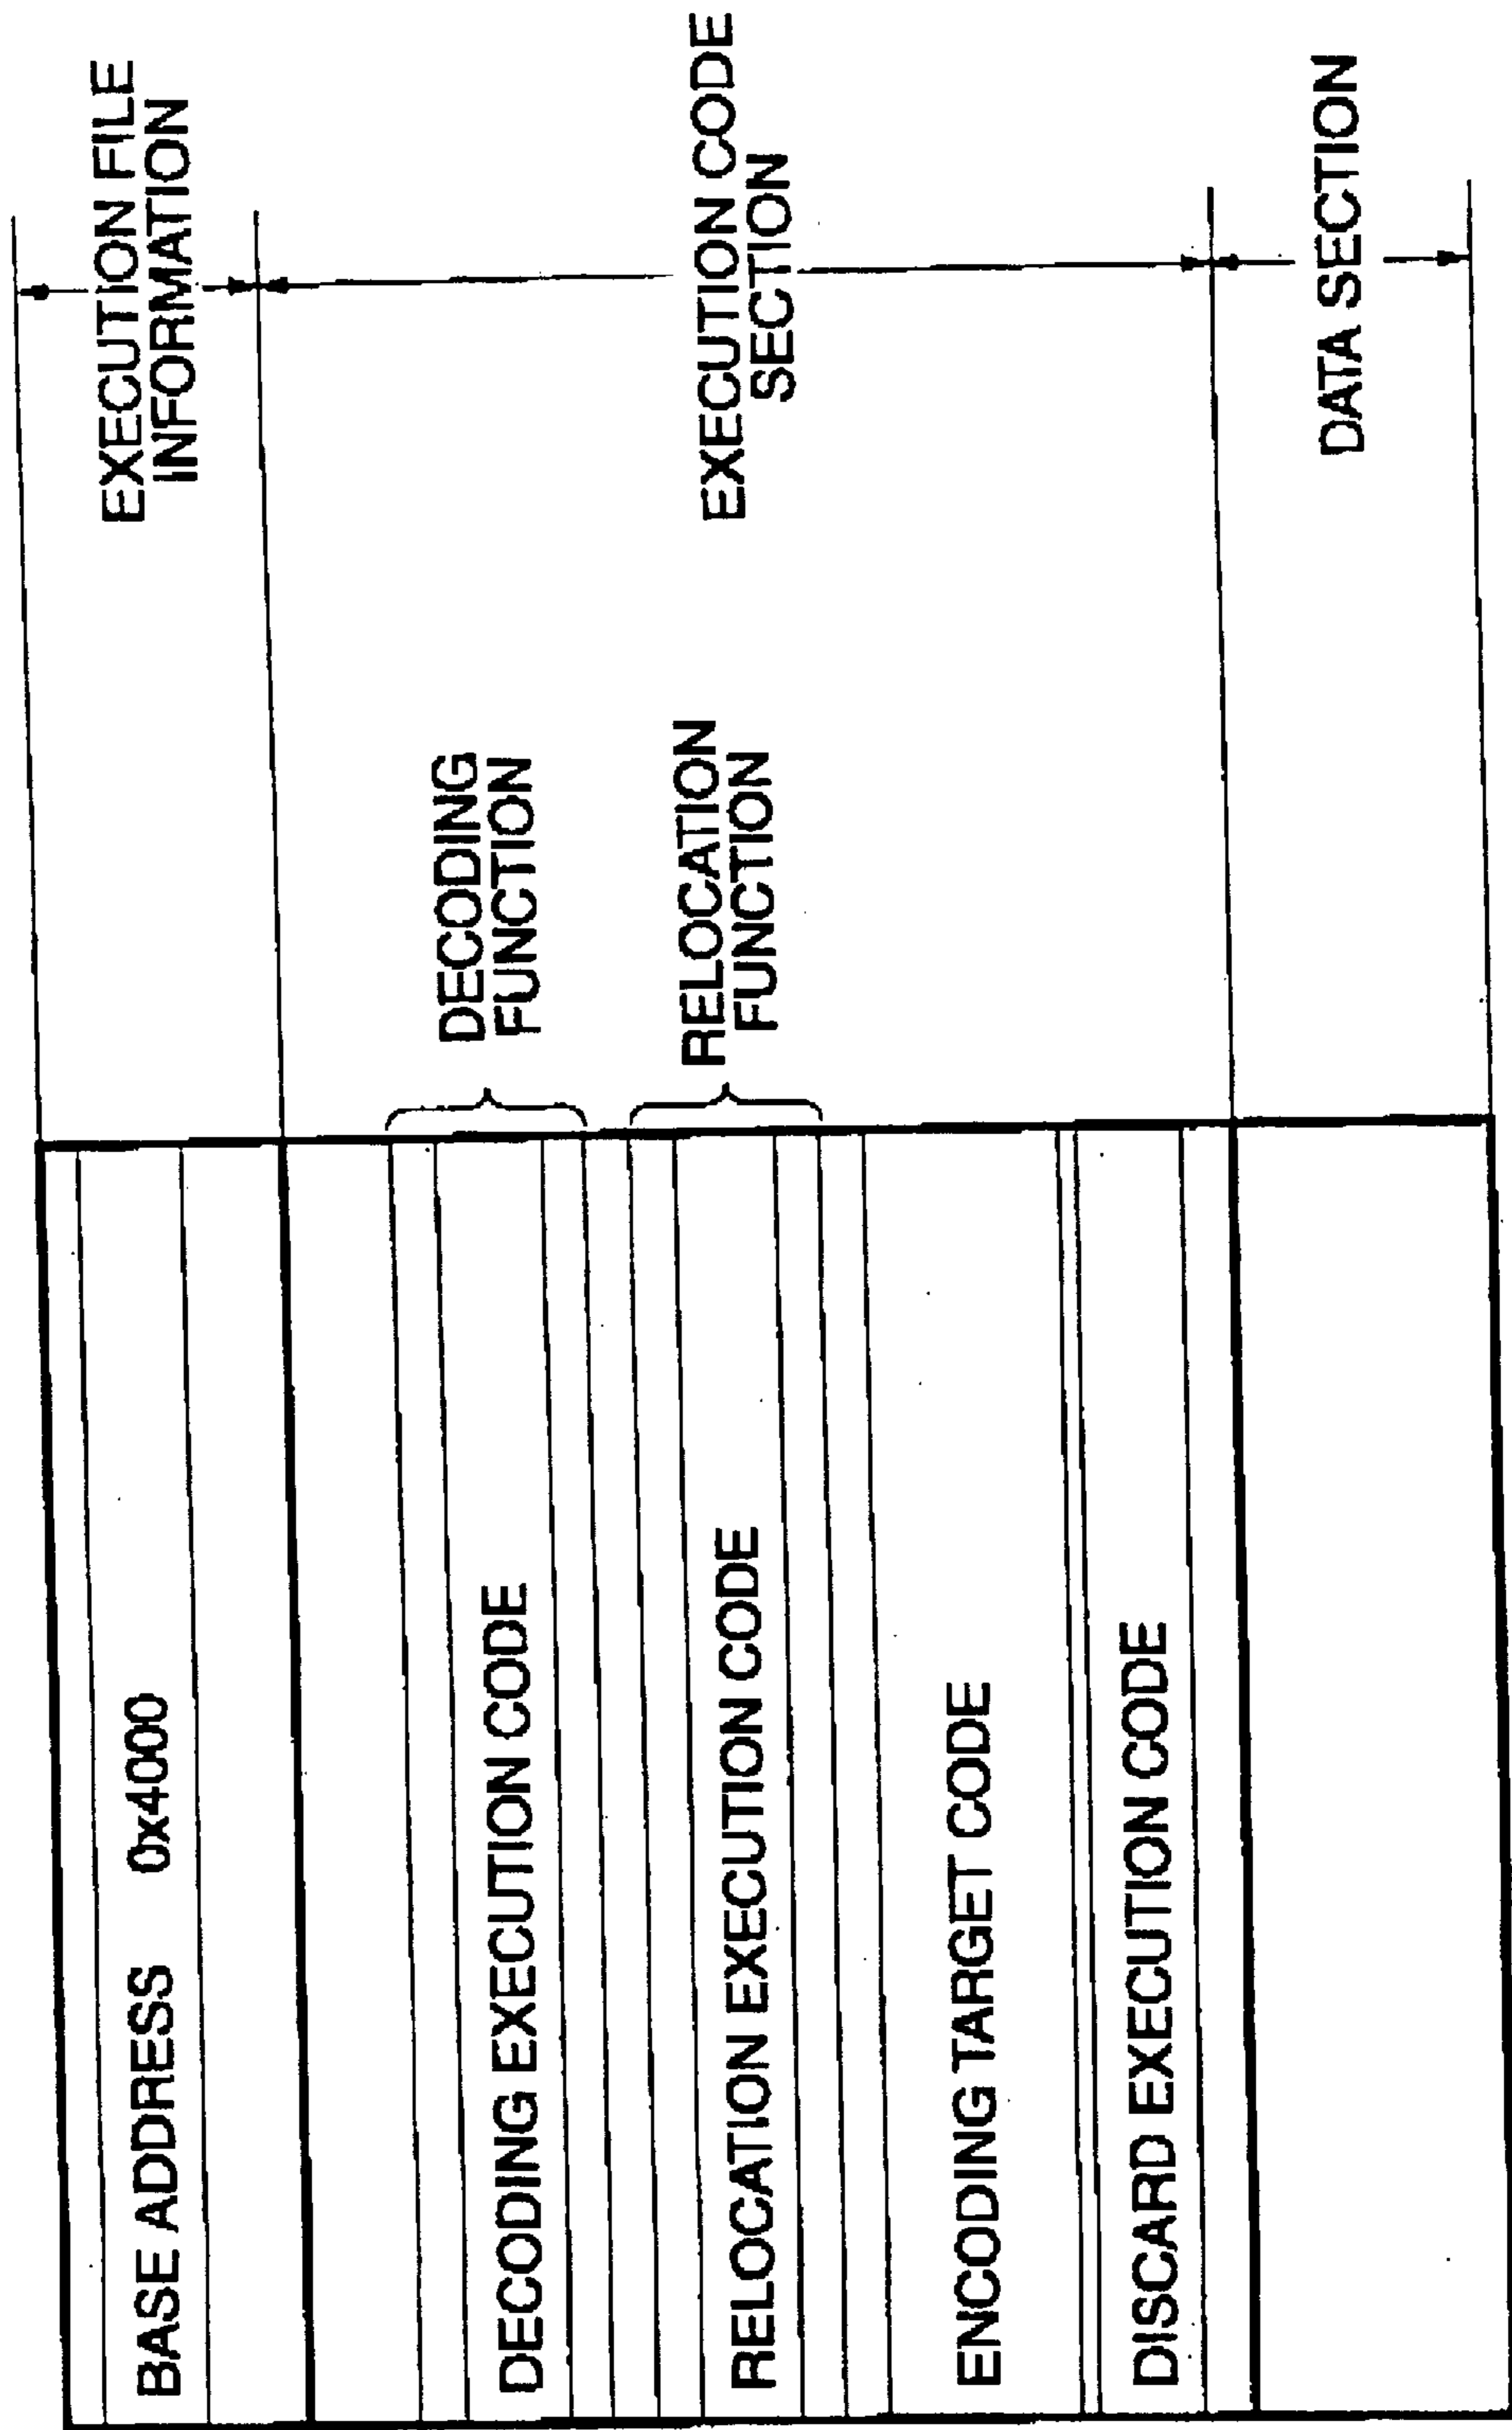 BASE ADDRESS 0x4000
EXECUTION FILE
INFORMATION
DECODING EXECUTION CODE
DECODING
FUNCTION
RELOCATION EXECUTION CODE
RELOCATION
FUNCTION
EXECUTION CODE
SECTION
ENCODING TARGET CODE
DISCARD EXECUTION CODE
DATA SECTION